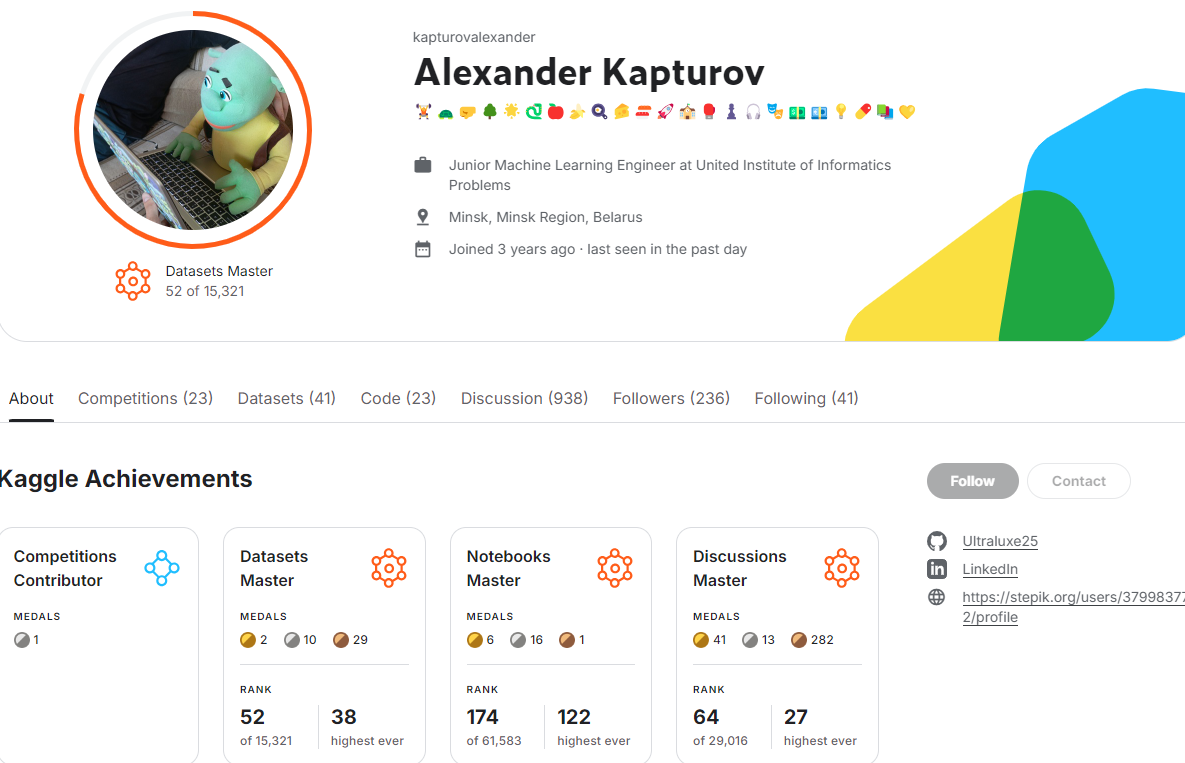 kapturovalexander
Alexander Kapturov
Junior Machine Learning Engineer at United Institute of Informatics
Problems
Minsk, Minsk Region, Belarus
Joined 3 years ago · last seen in the past day
Datasets Master
52 of 15,321
About Competitions (23) Datasets (41) Code (23) Discussion (938) Followers (236) Following (41)
Kaggle Achievements
Follow Contact
Competitions
Contributor
MEDALS
1
Datasets
Master
MEDALS
2 10 29
RANK
52 38
of 15,321 highest ever
Notebooks
Master
MEDALS
6 16 1
RANK
174 122
of 61,583 highest ever
Discussions
Master
MEDALS
41 13 282
RANK
64 27
of 29,016 highest ever
Ultraluxe25
LinkedIn
https://stepik.org/users/37998377
2/profile